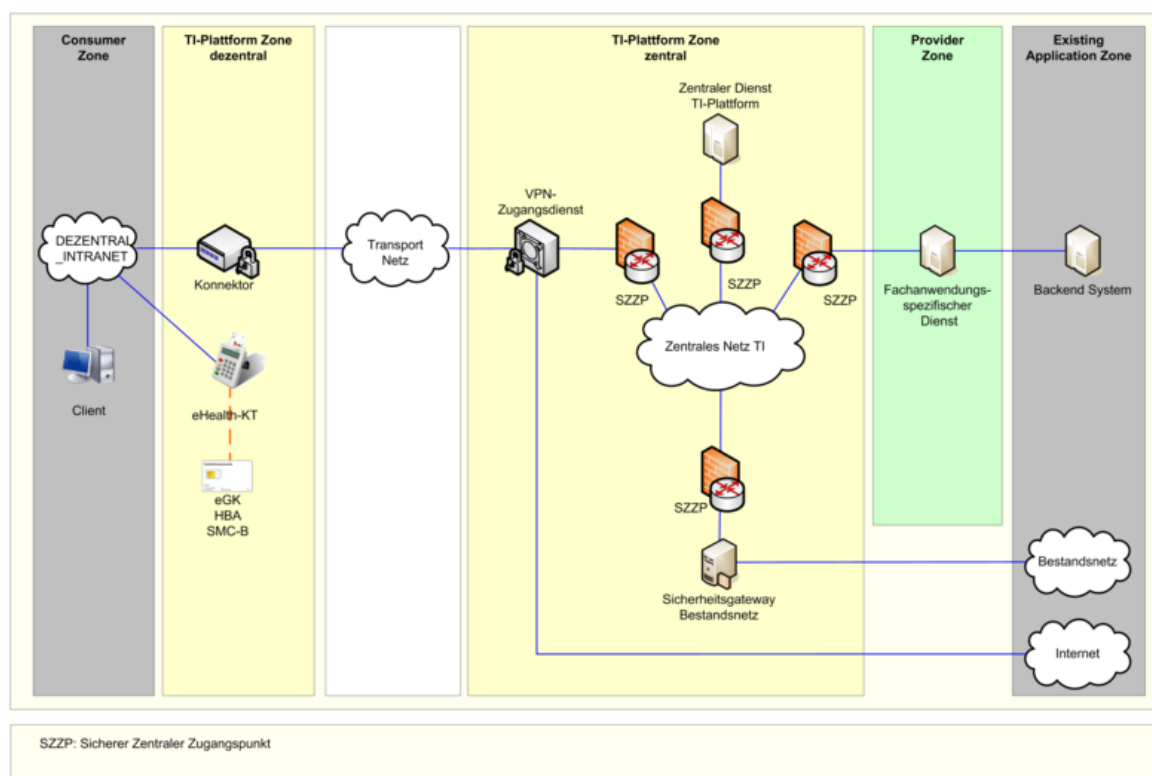 Consumer
Zone
TI-Plattform Zone
dezentral
TI-Plattform Zone
zentral
Provider
Zone
Existing
Application Zone
Zentraler Dienst
TI-Plattform
VPN-
Zugangsdienst
DEZENTRAL
_INTRANET
Konnektor
Transport
Netz
SZZP
SZZP
SZZP
Fachanwendungs-
spezifischer
Dienst
Backend System
Zentrales Netz TI
Client
eHealth-KT
eGK
HBA
SMC-B
SZZP
Sicherheitsgateway
Bestandsnetz
Bestandsnetz
Internet
SZZP: Sicherer Zentraler Zugangspunkt